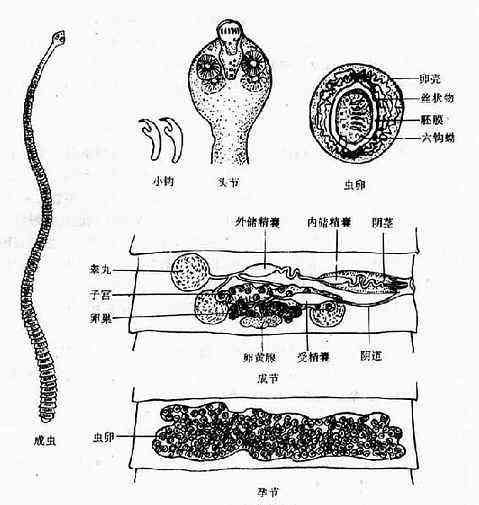 卵壳
丝状物
胚膜
六钩蚴
小钩
头节
虫卵
外储精囊
内储精囊
阴茎
睾丸
子宫
卵巢
卵黄腺
受精囊
阴道
成节
成虫
虫卵
孕节